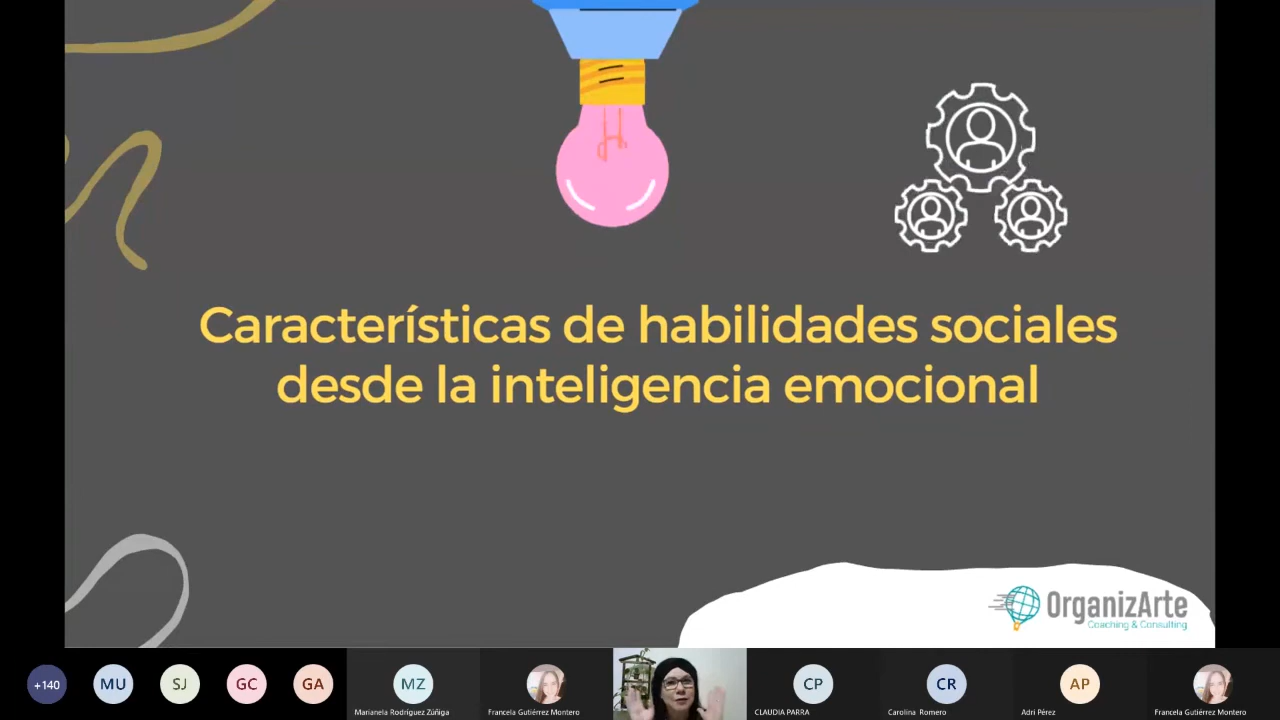 Características de habilidades sociales
desde la inteligencia emocional
OrganizArte
Coaching & Consulting
+140
MU
SJ
GC
GA
MZ
Marianela Rodríguez Zúñiga
Francela Gutiérrez Montero
CP
CLAUDIA PARRA
CR
Carolina Romero
AP
Adri Pérez
Francela Gutiérrez Montero